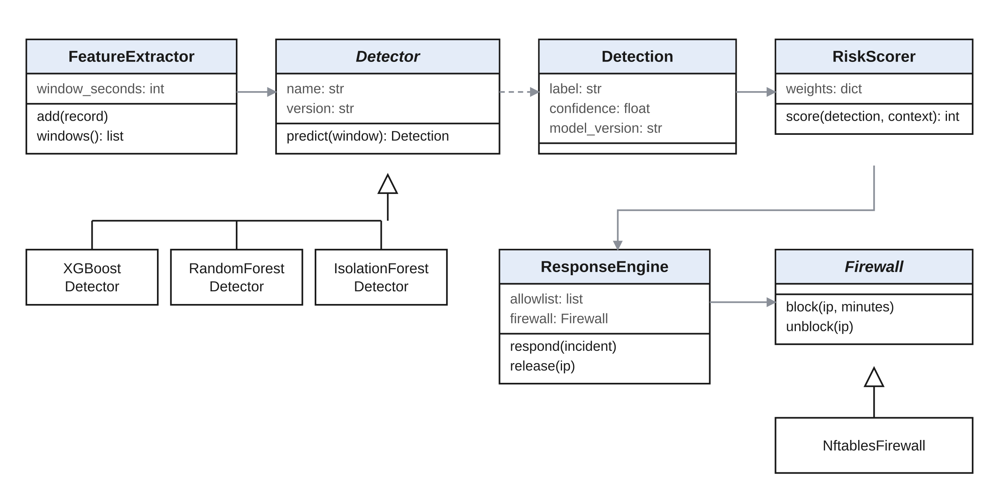 FeatureExtractor
window_seconds: int
add(record)
windows(): list
Detector
name: str
version: str
predict(window): Detection
Detection
label: str
confidence: float
model_version: str
RiskScorer
weights: dict
score(detection, context): int
XGBoost
Detector
RandomForest
Detector
IsolationForest
Detector
ResponseEngine
allowlist: list
firewall: Firewall
respond(incident)
release(ip)
Firewall
block(ip, minutes)
unblock(ip)
NftablesFirewall